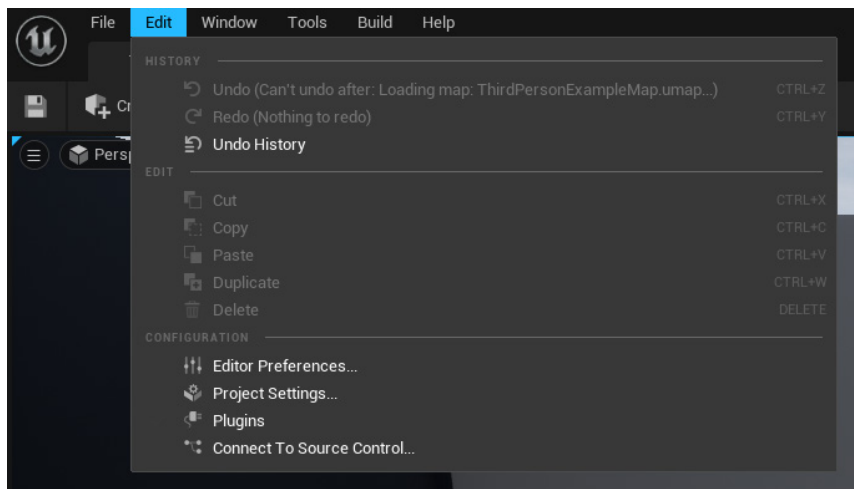 File Edit Window Tools Build Help
HISTORY
Undo (Can't undo after: Loading map: ThirdPersonExampleMap.umap...) CTRL+Z
Redo (Nothing to redo) CTRL+Y
Undo History
EDIT
Cut CTRL+X
Copy CTRL+C
Paste CTRL+V
Duplicate CTRL+W
Delete DELETE
CONFIGURATION
Editor Preferences...
Project Settings...
Plugins
Connect To Source Control...